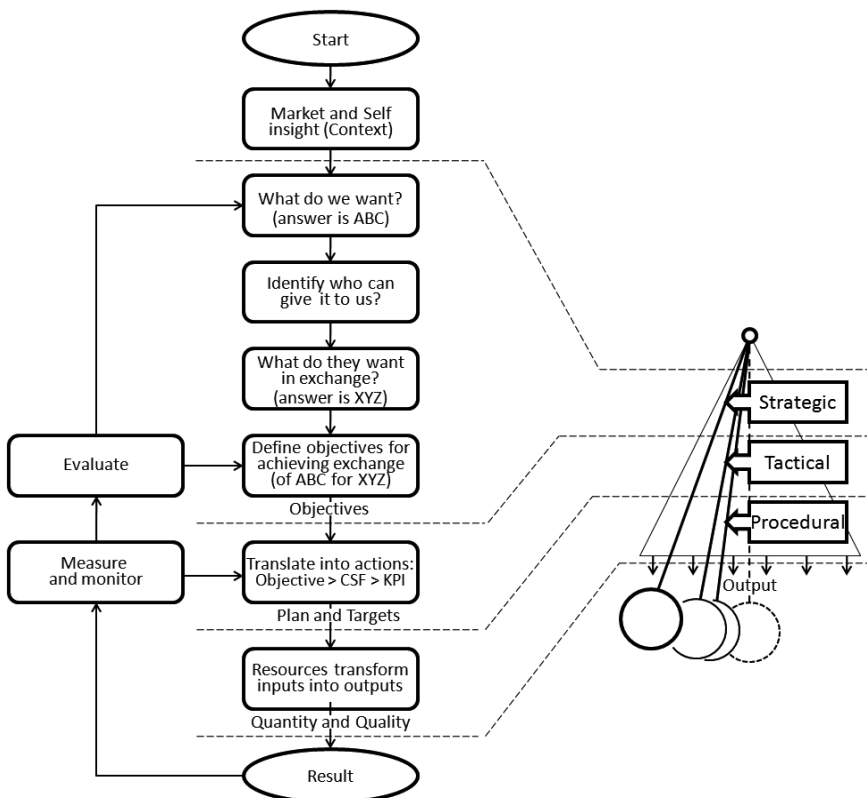 Start
Market and Self
insight (Context)
What do we want?
(answer is ABC)
Identify who can
give it to us?
What do they want
in exchange?
(answer is XYZ)
Evaluate
Define objectives for
achieving exchange
(of ABC for XYZ)
Objectives
Measure
and monitor
Translate into actions:
Objective > CSF > KPI
Plan and Targets
Resources transform
inputs into outputs
Quantity and Quality
Result
Strategic
Tactical
Procedural
Output